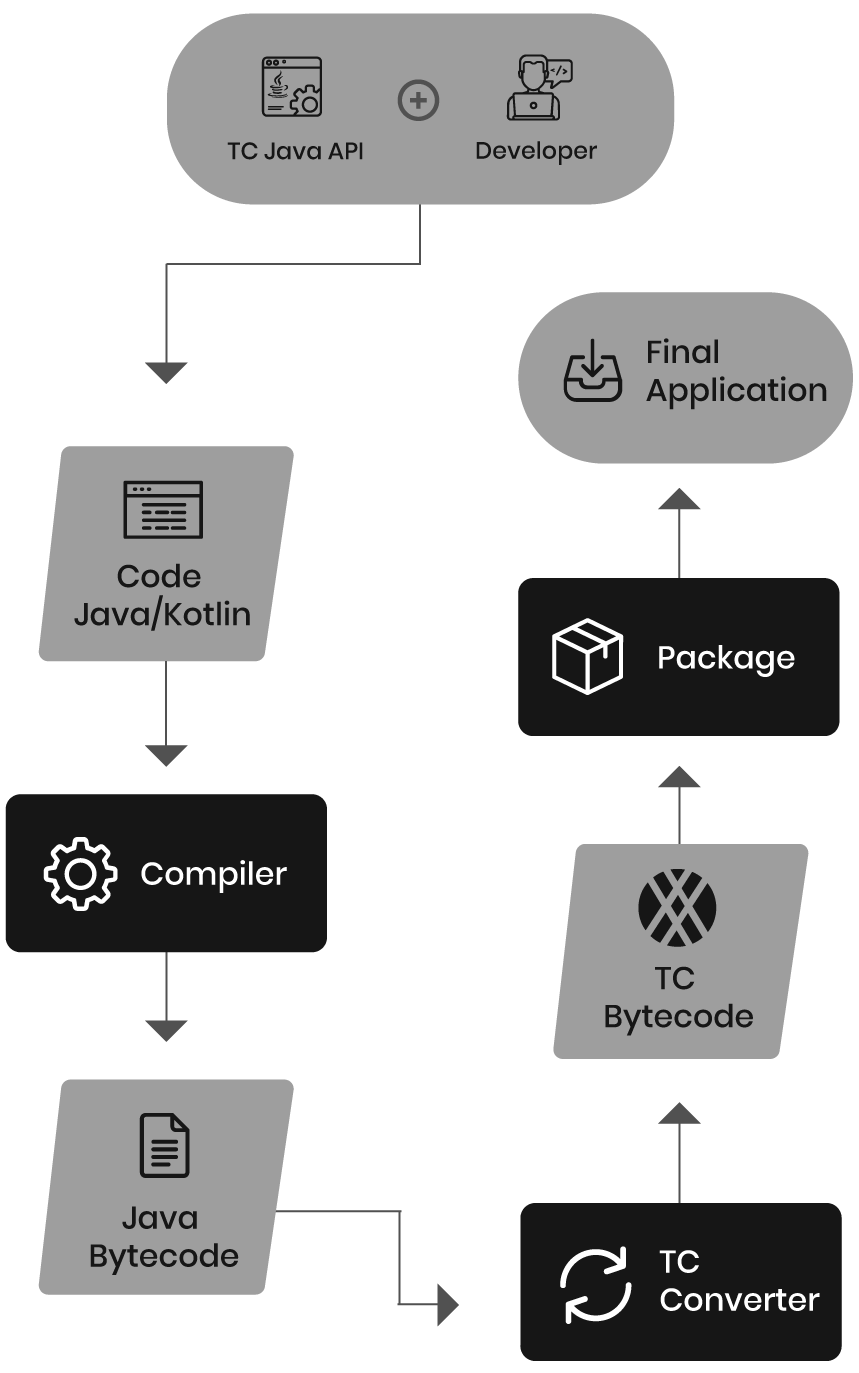 TC Java API
Developer
Code
Java/Kotlin
Compiler
Java
Bytecode
TC
Converter
TC
Bytecode
Package
Final
Application